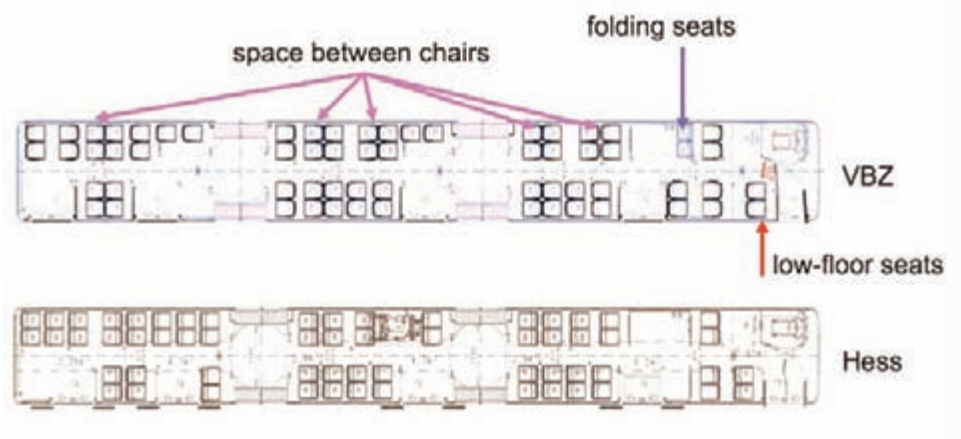 folding seats
space between chairs
VBZ
low-floor seats
Hess